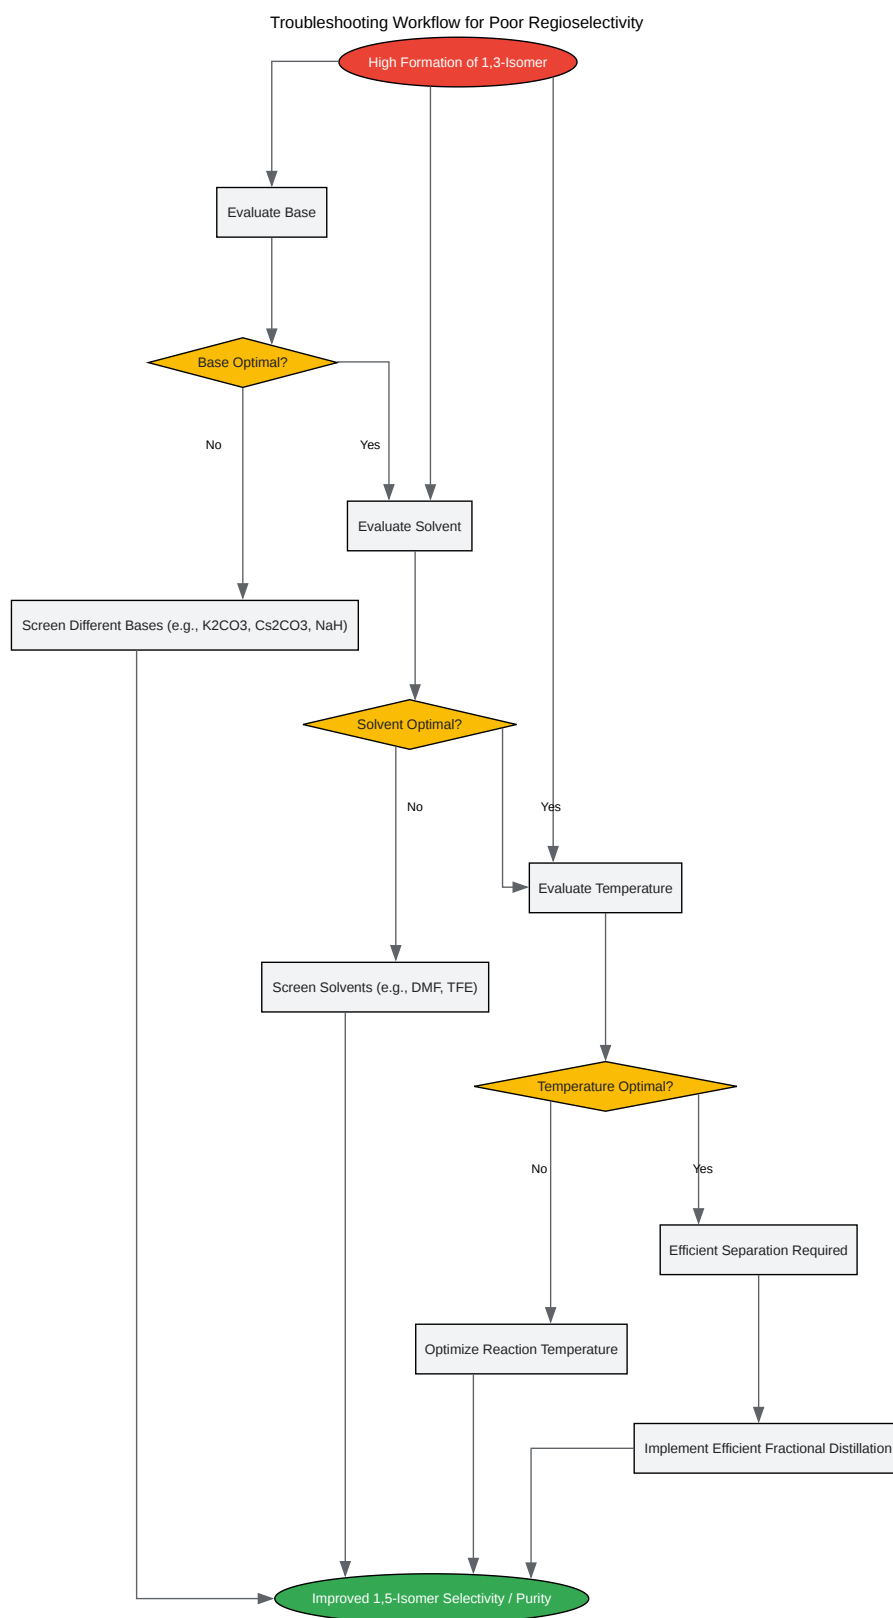 Troubleshooting Workflow for Poor Regioselectivity
High Formation of 1,3-Isomer
Evaluate Base
Base Optimal?
No
Yes
Evaluate Solvent
Screen Different Bases (e.g., K2CO3, Cs2CO3, NaH)
Solvent Optimal?
No
Yes
Evaluate Temperature
Screen Solvents (e.g., DMF, TFE)
Temperature Optimal?
No
Yes
Efficient Separation Required
Optimize Reaction Temperature
Implement Efficient Fractional Distillation
Improved 1,5-Isomer Selectivity / Purity